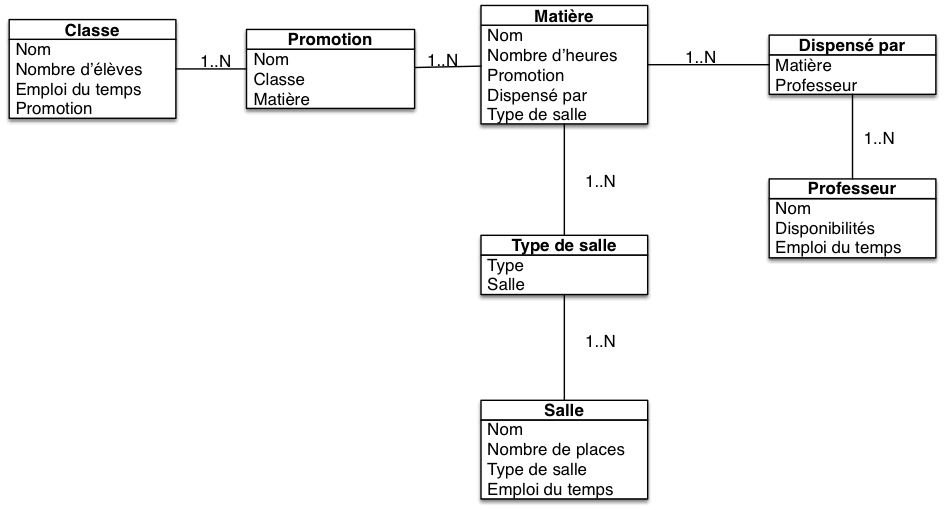 Classe
Nom
Nombre d'élèves
Emploi du temps
Promotion
1..N
Promotion
Nom
Classe
Matière
1..N
Matière
Nom
Nombre d'heures
Promotion
Dispensé par
Type de salle
1..N
Dispensé par
Matière
Professeur
1..N
Professeur
Nom
Disponibilités
Emploi du temps
1..N
Type de salle
Type
Salle
1..N
Salle
Nom
Nombre de places
Type de salle
Emploi du temps